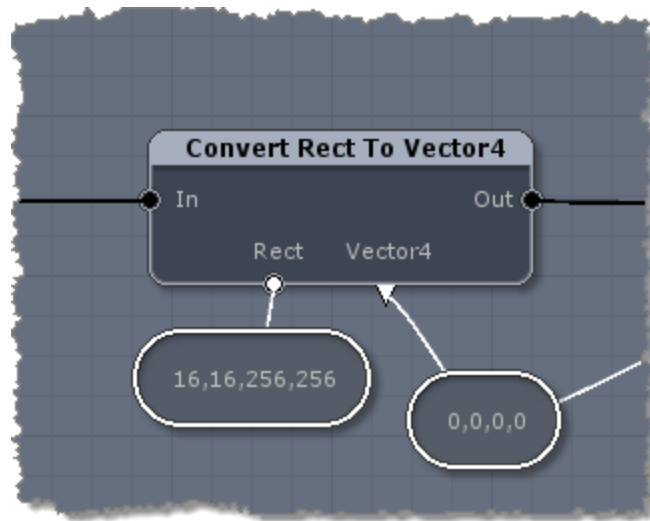 Convert Rect To Vector4
In
Out
Rect
Vector4
16,16,256,256
0,0,0,0